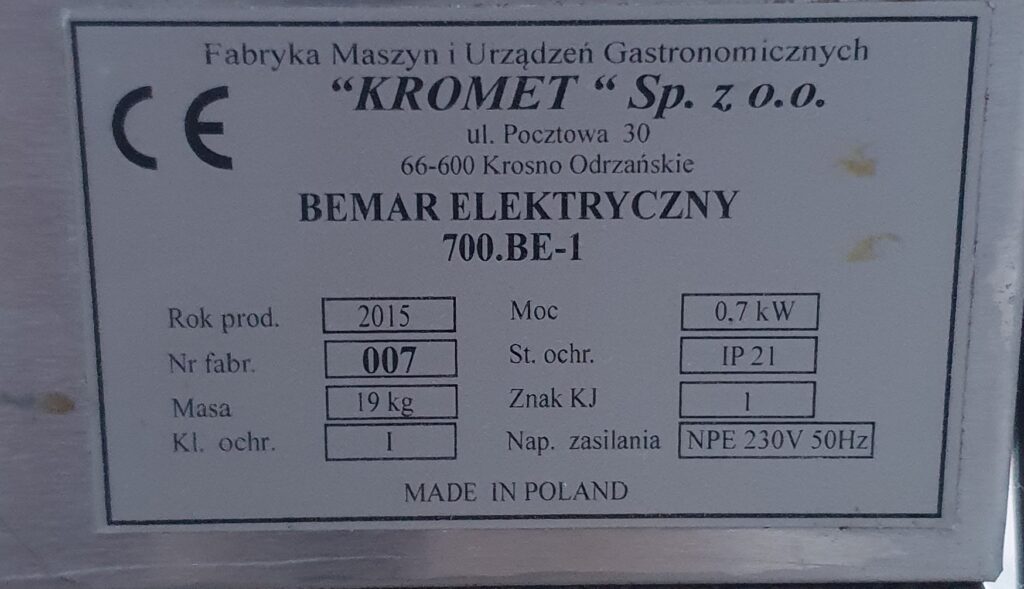 Fabryka Maszyn i Urządzeń Gastronomicznych
"KROMET “ Sp. z o.o.
CE
ul. Pocztowa 30
66-600 Krosno Odrzańskie
BEMAR ELEKTRYCZNY
700.BE-1
Rok prod. 2015 Moc 0,7 kW
Nr fabr. 007 St. ochr. IP 21
Masa 19 kg Znak KJ 1
Kl. ochr. I Nap. zasilania NPE 230V 50Hz
MADE IN POLAND